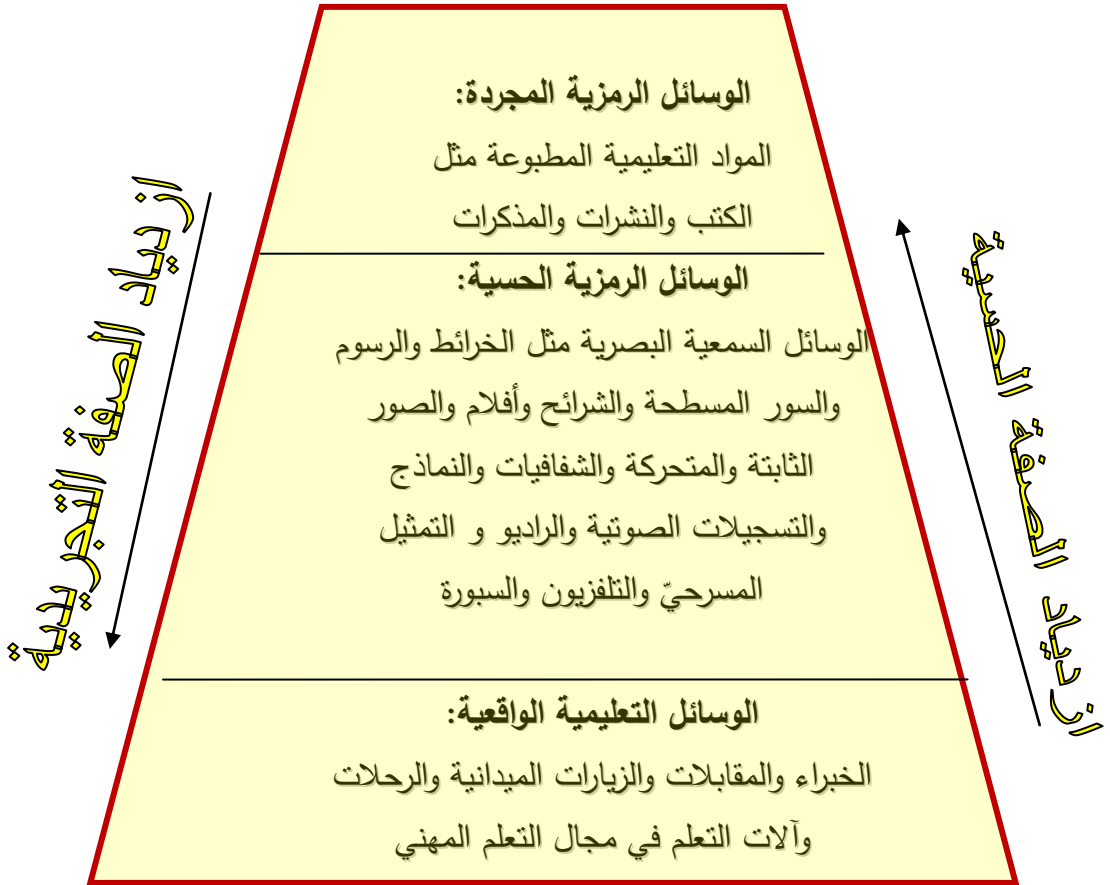 الوسائل الرمزية المجردة:
المواد التعليمية المطبوعة مثل
الكتب والنشرات والمذكرات
الوسائل الرمزية الحسية:
الوسائل السمعية البصرية مثل الخرائط والرسوم
والسور المسطحة والشرائح وأفلام والصور
الثابتة والمتحركة والشفافيات والنماذج
والتسجيلات الصوتية والراديو و التمثيل
المسرحيّ والتلفزيون والسبورة
الوسائل التعليمية الواقعية:
الخبراء والمقابلات والزيارات الميدانية والرحلات
وآلات التعلم في مجال التعلم المهني
ازدياد الصفة الحسية
ازدياد الصفة التجريدية